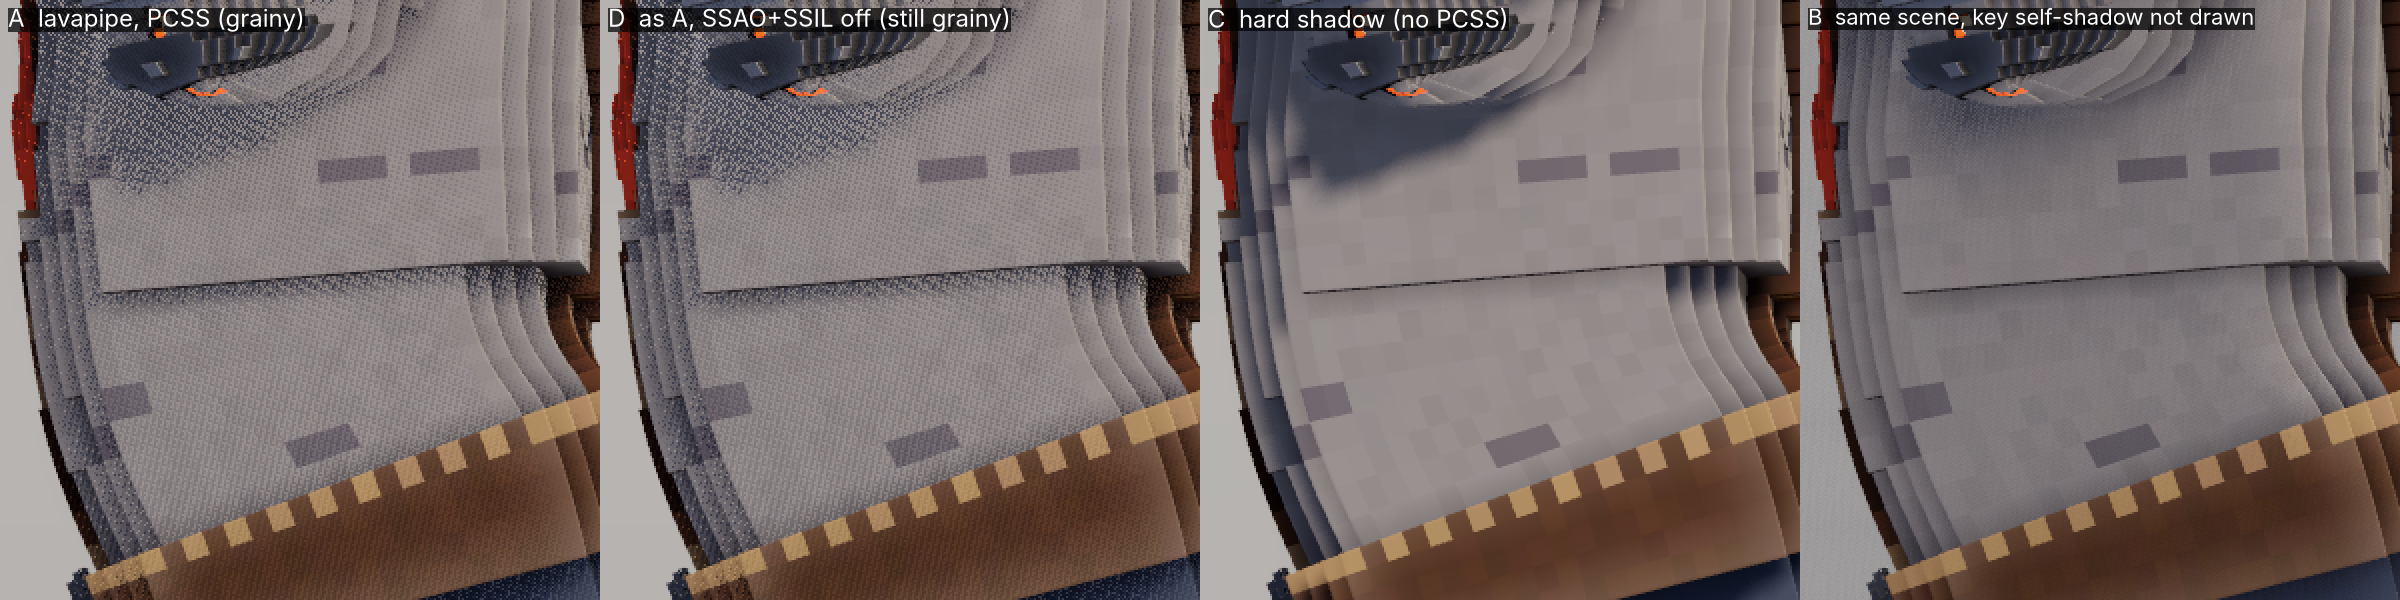 A lavapipe, PCSS (grainy)
D as A, SSAO+SSIL off (still grainy)
C hard shadow (no PCSS)
B same scene, key self-shadow not drawn